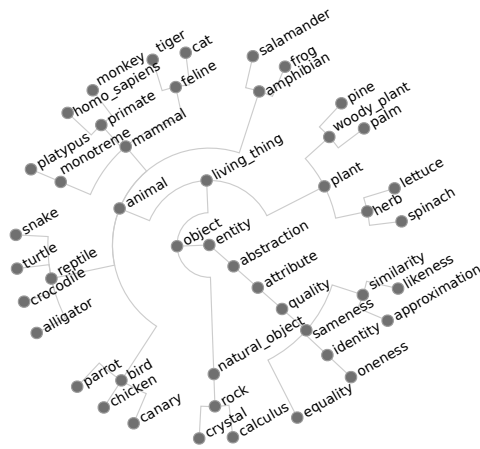 salamander
tiger
cat
frog
monkey
feline
amphibian
homo_sapiens
pine
primate
woody_plant
palm
mammal
platypus
monotreme
living_thing
lettuce
plant
herb
animal
spinach
snake
object
entity
abstraction
turtle
reptile
attribute
similarity
likeness
crocodile
quality
approximation
alligator
sameness
natural_object
identity
parrot
bird
oneness
chicken
rock
canary
equality
crystal
calculus